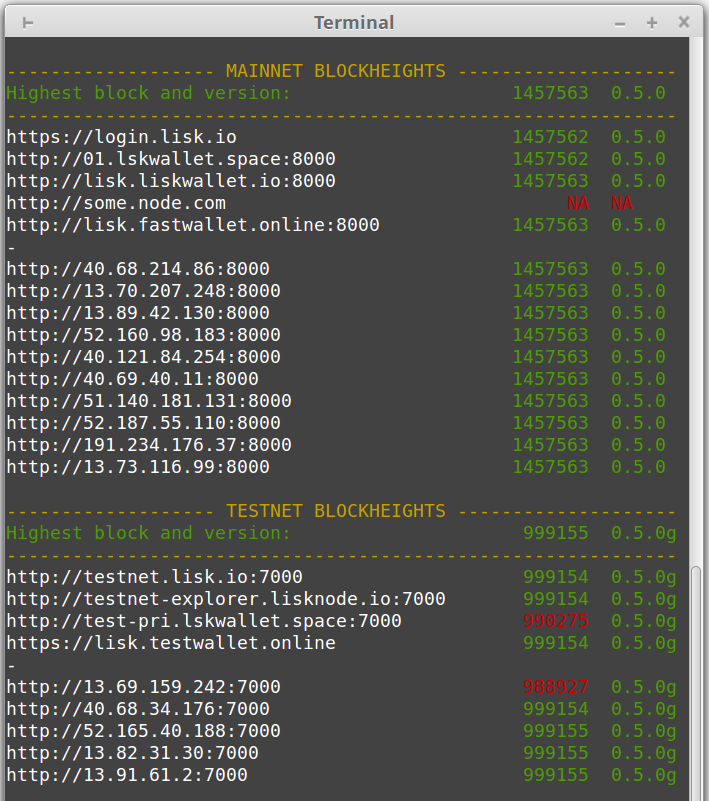 Terminal
------------------- MAINNET BLOCKHEIGHTS --------------------
Highest block and version: 1457563 0.5.0
-------------------------------------------------------------
https://login.lisk.io 1457562 0.5.0
http://01.lskwallet.space:8000 1457562 0.5.0
http://lisk.liskwallet.io:8000 1457563 0.5.0
http://some.node.com NA NA
http://lisk.fastwallet.online:8000 1457563 0.5.0
-
http://40.68.214.86:8000 1457563 0.5.0
http://13.70.207.248:8000 1457563 0.5.0
http://13.89.42.130:8000 1457563 0.5.0
http://52.160.98.183:8000 1457563 0.5.0
http://40.121.84.254:8000 1457563 0.5.0
http://40.69.40.11:8000 1457563 0.5.0
http://51.140.181.131:8000 1457563 0.5.0
http://52.187.55.110:8000 1457563 0.5.0
http://191.234.176.37:8000 1457563 0.5.0
http://13.73.116.99:8000 1457563 0.5.0
------------------- TESTNET BLOCKHEIGHTS --------------------
Highest block and version: 999155 0.5.0g
-------------------------------------------------------------
http://testnet.lisk.io:7000 999154 0.5.0g
http://testnet-explorer.lisknode.io:7000 999154 0.5.0g
http://test-pri.lskwallet.space:7000 990275 0.5.0g
https://lisk.testwallet.online 999154 0.5.0g
-
http://13.69.159.242:7000 988927 0.5.0g
http://40.68.34.176:7000 999154 0.5.0g
http://52.165.40.188:7000 999155 0.5.0g
http://13.82.31.30:7000 999155 0.5.0g
http://13.91.61.2:7000 999155 0.5.0g